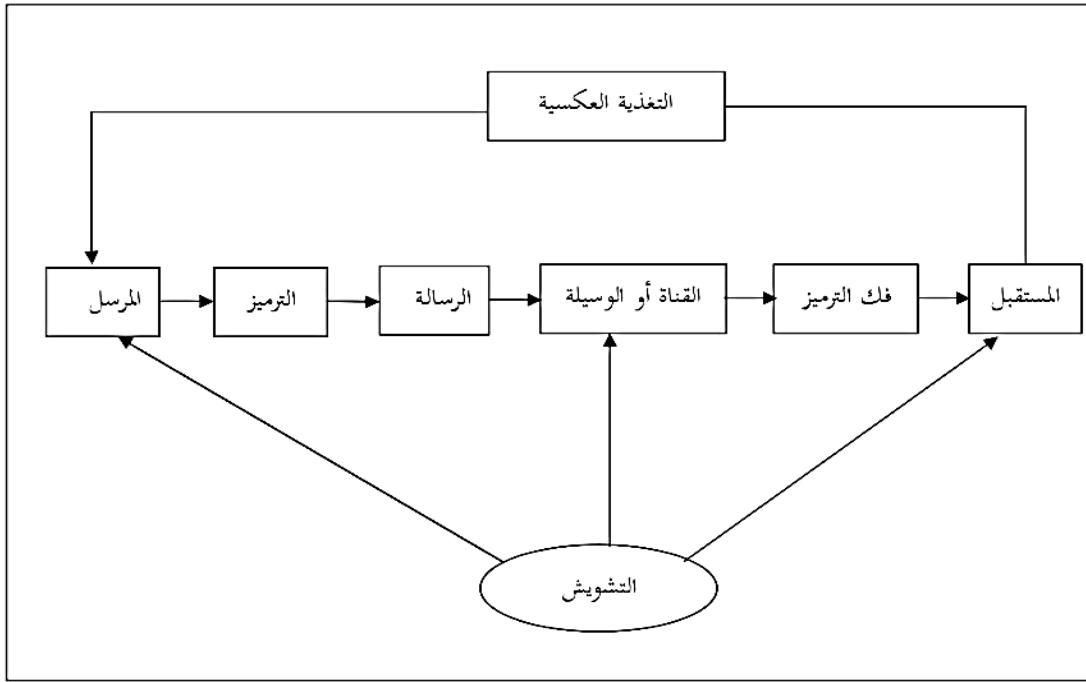 التغذية العكسية
المرسل
الترميز
الرسالة
القناة أو الوسيلة
فك الترميز
المستقبل
التشويش